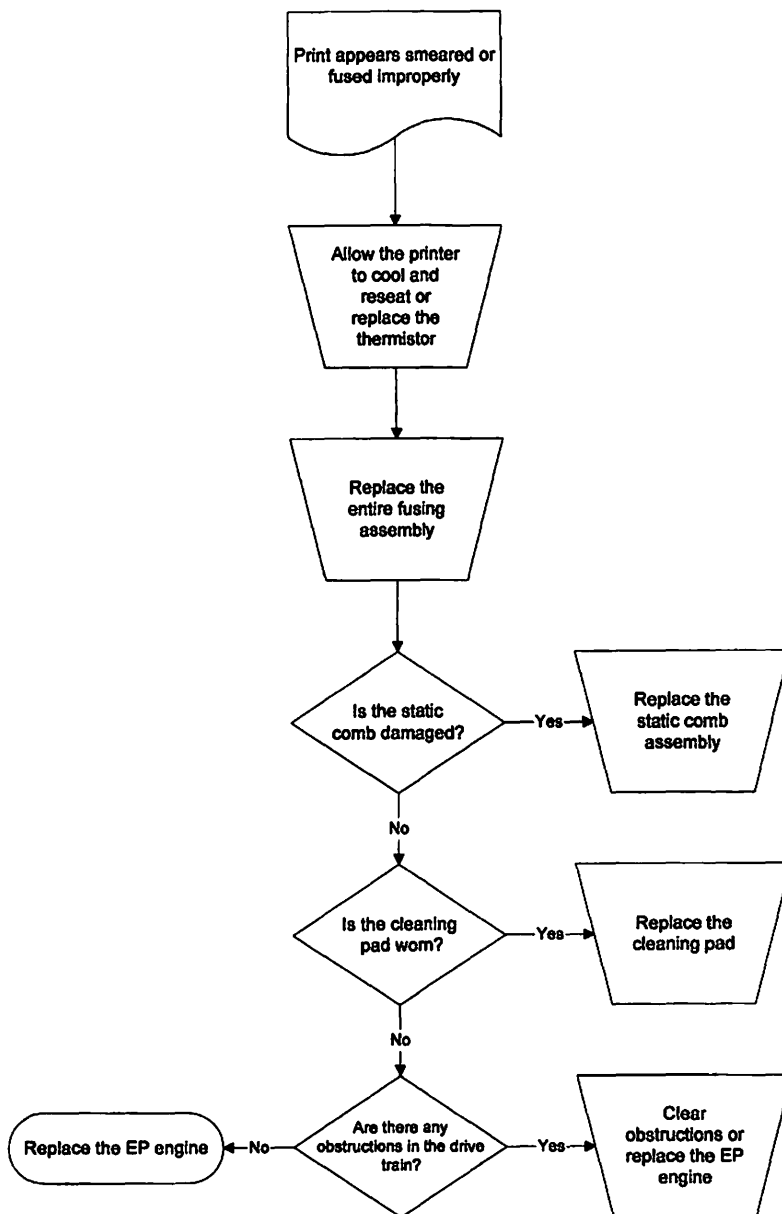 Print appears smeared or
fused improperly
Allow the printer
to cool and
reseat or
replace the
thermistor
Replace the
entire fusing
assembly
Is the static
comb damaged?
Yes
Replace the
static comb
assembly
No
Is the cleaning
pad worn?
Yes
Replace the
cleaning pad
No
Replace the EP engine
No
Are there any
obstructions in the drive
train?
Yes
Clear
obstructions or
replace the EP
engine